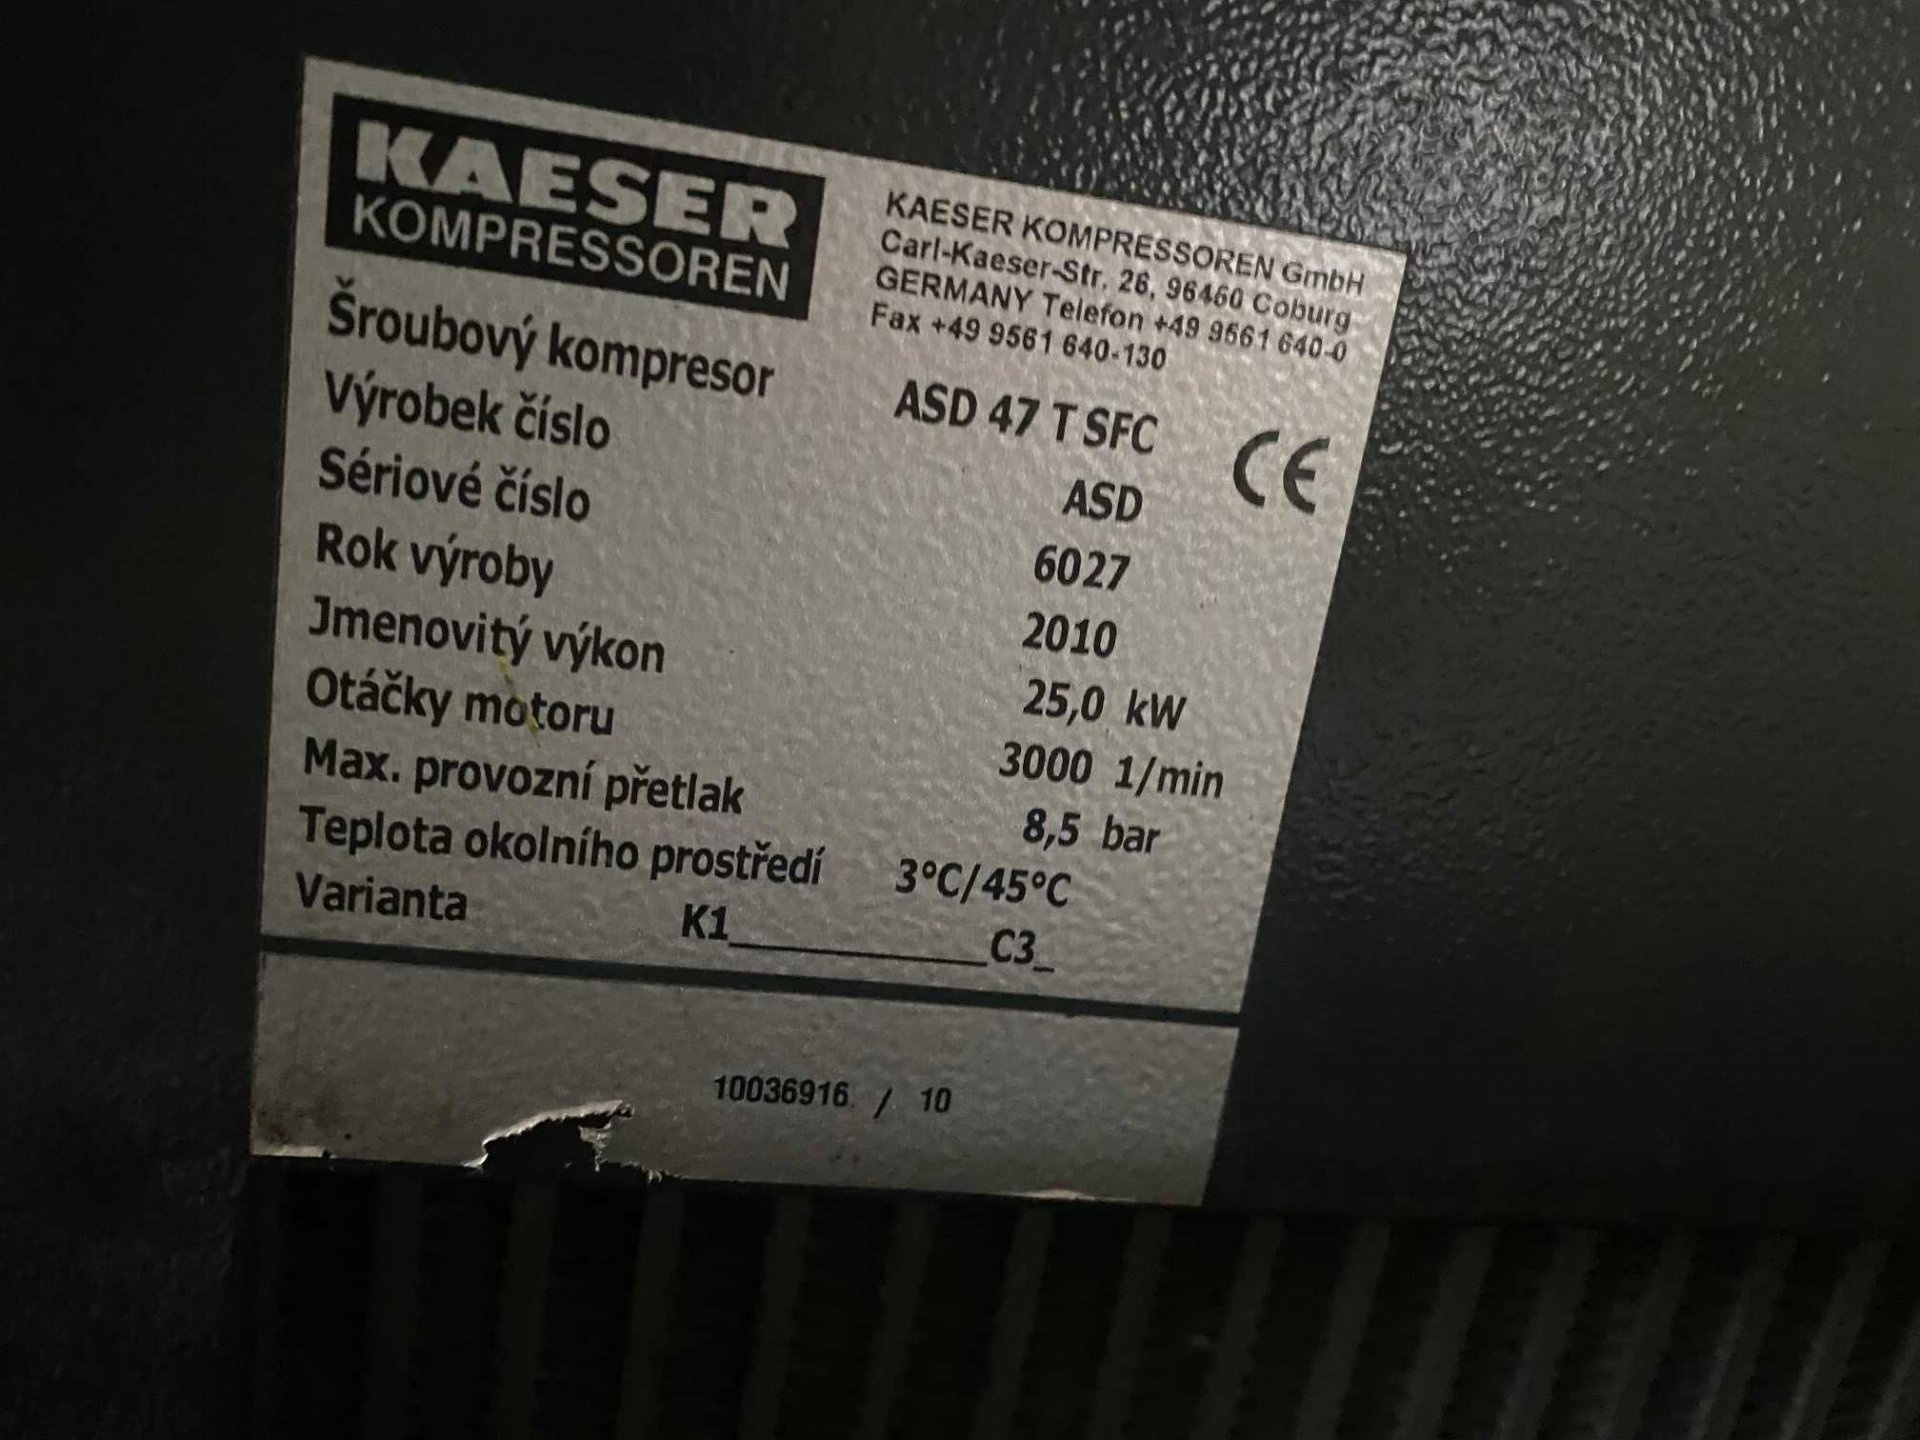 KAESER
KOMPRESSOREN
KAESER KOMPRESSOREN GmbH
Carl-Kaeser-Str. 26, 96450 Coburg
GERMANY Telefon +49 9561 640-0
Fax +49 9561 640-130
Šroubový kompresor ASD 47 T SFC
Výrobek číslo ASD
CE
Sériové číslo 6027
Rok výroby 2010
Jmenovitý výkon 25,0 kW
Otáčky motoru 3000 1/min
Max. provozní přetlak 8,5 bar
Teplota okolního prostředí 3°C/45°C
Varianta K1____________C3_
10036916 / 10